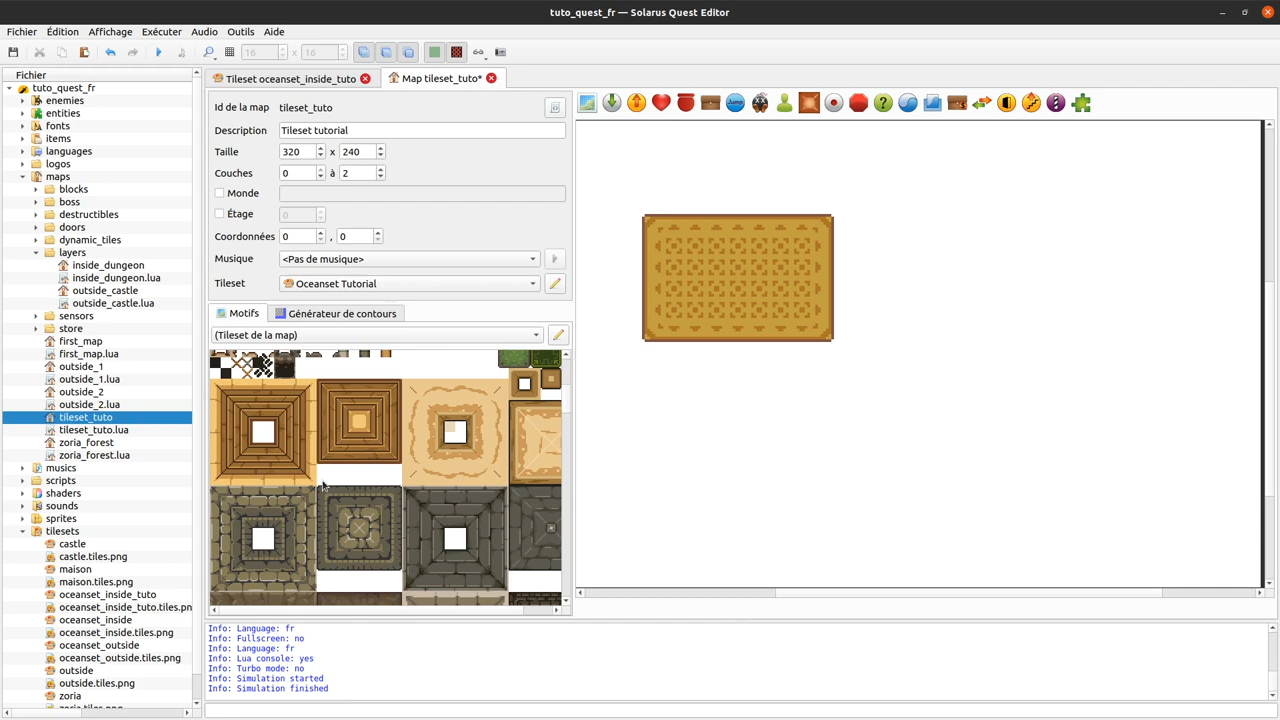 tuto_quest_fr — Solarus Quest Editor
Fichier Édition Affichage Exécuter Audio Outils Aide
16 x 16
Fichier
tuto_quest_fr
enemies
entities
fonts
items
languages
logos
maps
blocks
boss
destructibles
doors
dynamic_tiles
layers
inside_dungeon
inside_dungeon.lua
outside_castle
outside_castle.lua
sensors
store
first_map
first_map.lua
outside_1
outside_1.lua
outside_2
outside_2.lua
tileset_tuto
tileset_tuto.lua
zoria_forest
zoria_forest.lua
musics
scripts
shaders
sounds
sprites
tilesets
castle
castle.tiles.png
maison
maison.tiles.png
oceanset_inside_tuto
oceanset_inside_tuto.tiles.pn
oceanset_inside
oceanset_inside.tiles.png
oceanset_outside
oceanset_outside.tiles.png
outside
outside.tiles.png
zoria
zoria.tiles.png
Tileset oceanset_inside_tuto Map tileset_tuto*
Id de la map tileset_tuto
Description Tileset tutorial
Taille 320 x 240
Couches 0 à 2
Monde
Étage 0
Coordonnées 0 , 0
Musique <Pas de musique>
Tileset Oceanset Tutorial
Motifs Générateur de contours
(Tileset de la map)
Jump
?
Info: Language: fr
Info: Fullscreen: no
Info: Language: fr
Info: Lua console: yes
Info: Turbo mode: no
Info: Simulation started
Info: Simulation finished